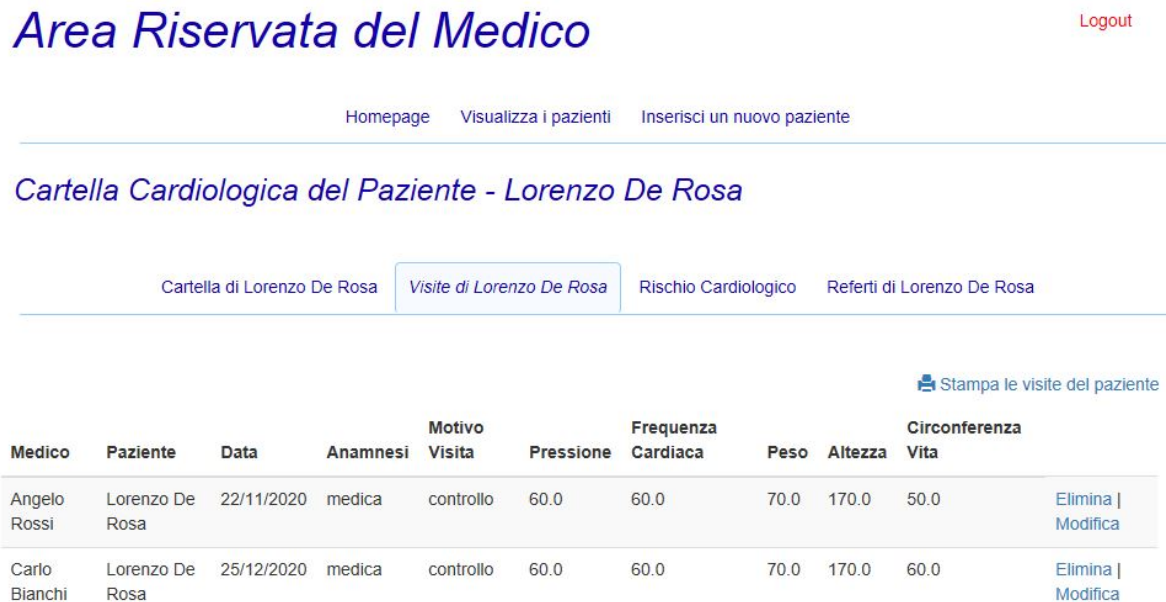 Area Riservata del Medico
Logout
Homepage Visualizza i pazienti Inserisci un nuovo paziente
Cartella Cardiologica del Paziente - Lorenzo De Rosa
Cartella di Lorenzo De Rosa Visite di Lorenzo De Rosa Rischio Cardiologico Referti di Lorenzo De Rosa
Stampa le visite del paziente
Medico Paziente Data Anamnesi Motivo Visita Pressione Frequenza Cardiaca Peso Altezza Circonferenza Vita
Angelo Rossi Lorenzo De Rosa 22/11/2020 medica controllo 60.0 60.0 70.0 170.0 50.0 Elimina | Modifica
Carlo Bianchi Lorenzo De Rosa 25/12/2020 medica controllo 60.0 60.0 70.0 170.0 60.0 Elimina | Modifica